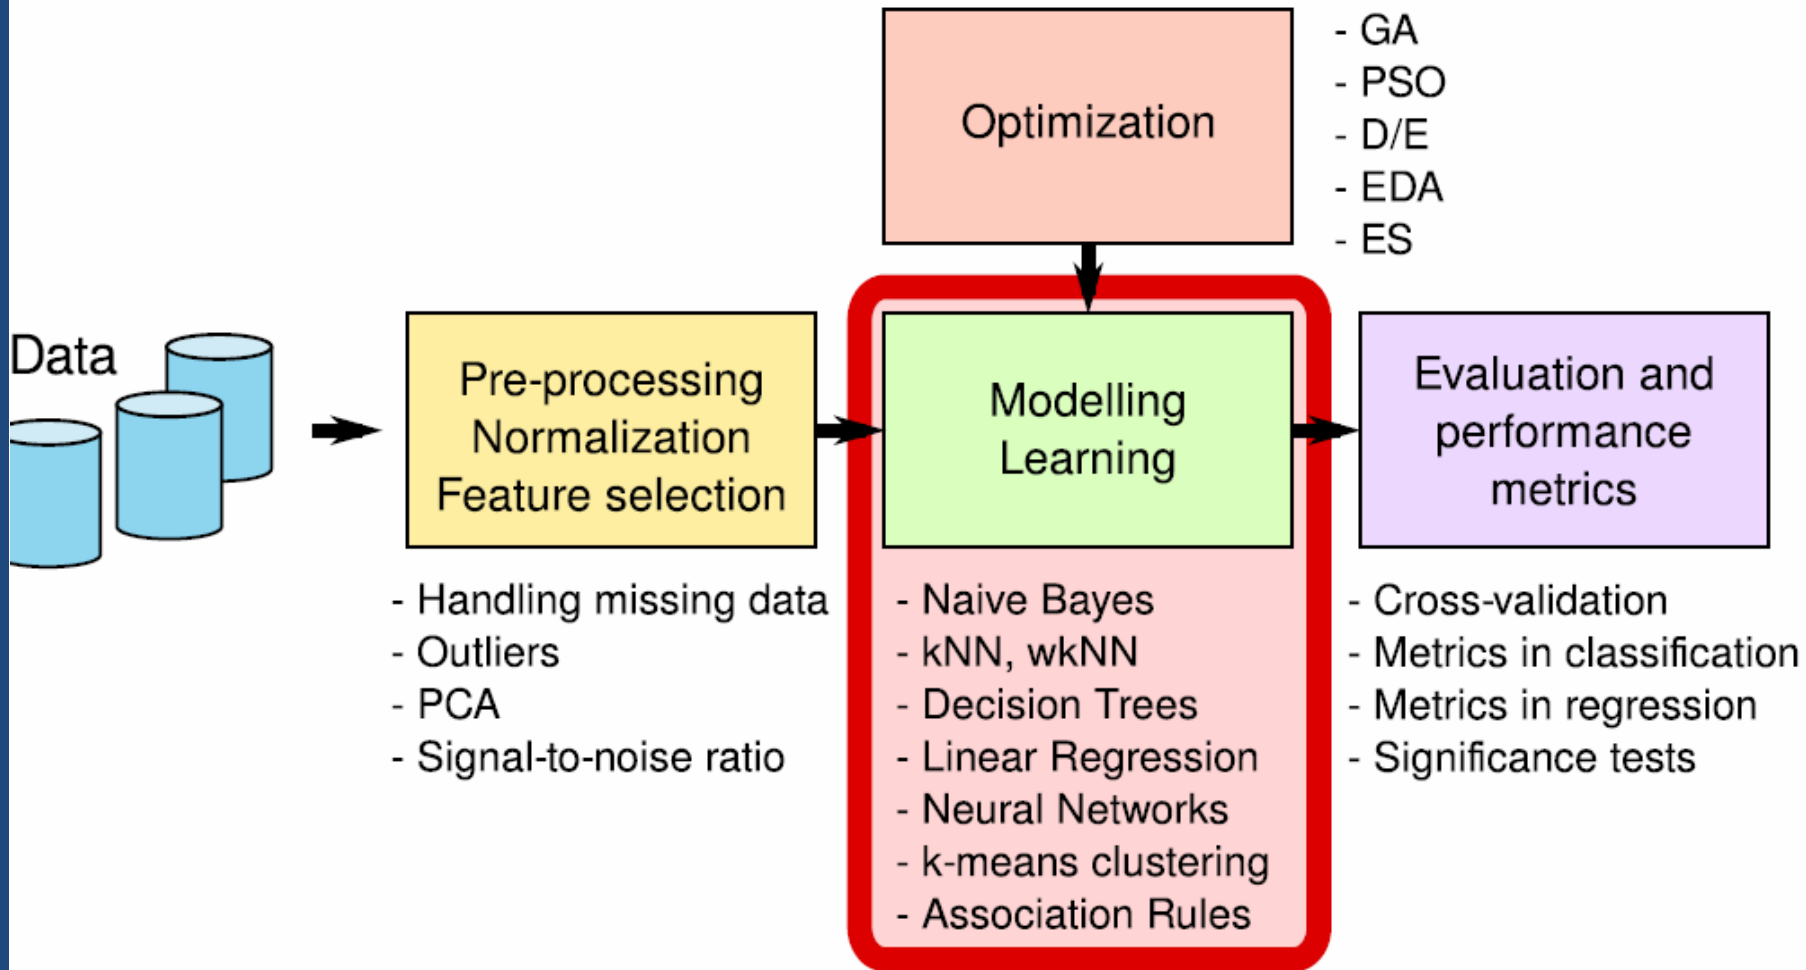 Optimization
- GA
- PSO
- D/E
- EDA
- ES
Data
Pre-processing
Normalization
Feature selection
- Handling missing data
- Outliers
- PCA
- Signal-to-noise ratio
Modelling
Learning
- Naive Bayes
- kNN, wkNN
- Decision Trees
- Linear Regression
- Neural Networks
- k-means clustering
- Association Rules
Evaluation and
performance
metrics
- Cross-validation
- Metrics in classification
- Metrics in regression
- Significance tests